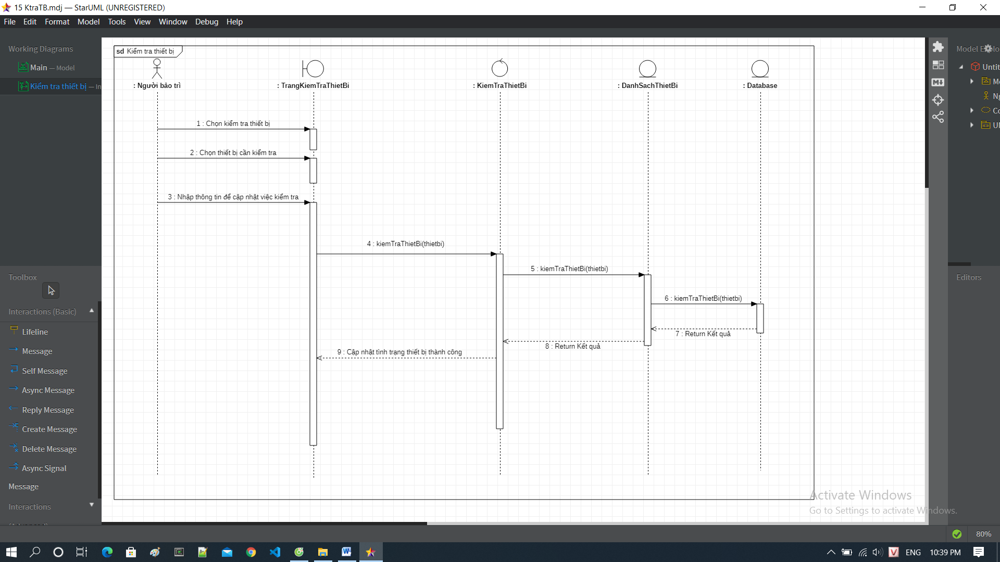 15 KtraTB.mdj — StarUML (UNREGISTERED)
File Edit Format Model Tools View Window Debug Help
Working Diagrams
Main — Model
Kiểm tra thiết bị — In
sd Kiểm tra thiết bị
: Người bảo trì
: TrangKiemTraThietBi
: KiemTraThietBi
: DanhSachThietBi
: Database
1 : Chọn kiểm tra thiết bị
2 : Chọn thiết bị cần kiểm tra
3 : Nhập thông tin để cập nhật việc kiểm tra
4 : kiemTraThietBi(thietbi)
5 : kiemTraThietBi(thietbi)
6 : kiemTraThietBi(thietbi)
7 : Return Kết quả
8 : Return Kết quả
9 : Cập nhật tình trạng thiết bị thành công
Toolbox
Interactions (Basic)
Lifeline
Message
Self Message
Async Message
Reply Message
Create Message
Delete Message
Async Signal
Message
Interactions
Model Explo
Untit
Mo
Ng
Co
UM
Editors
Activate Windows
Go to Settings to activate Windows.
80%
ENG 10:39 PM